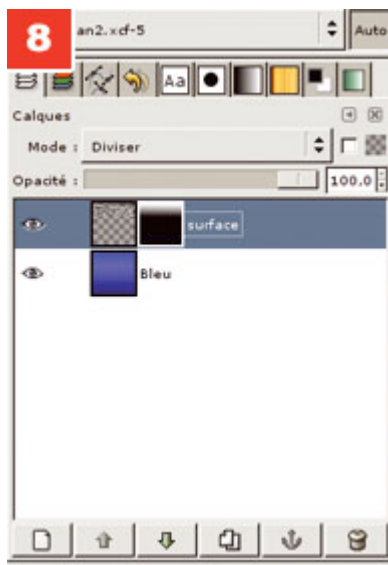 8
an2.xcf-5
Auto
Aa
Calques
Mode : Diviser
Opacité : 100,0
surface
Bleu